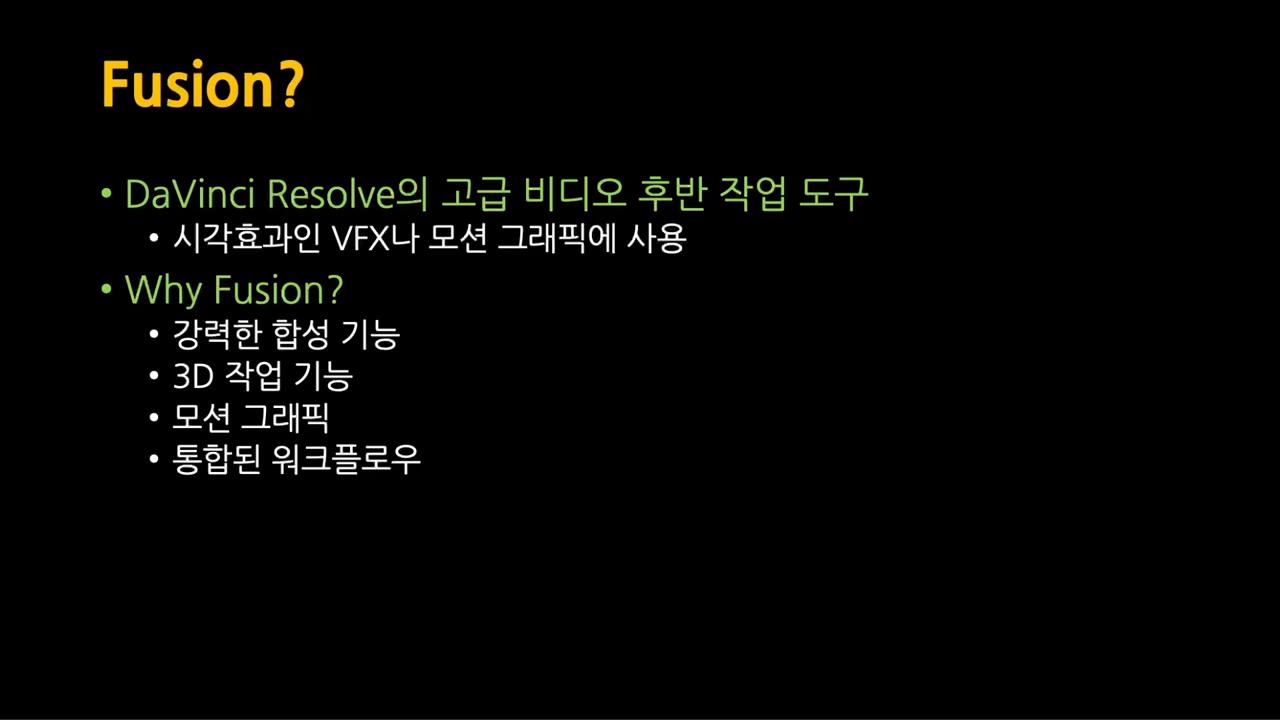 Fusion?
• DaVinci Resolve의 고급 비디오 후반 작업 도구
• 시각효과인 VFX나 모션 그래픽에 사용
• Why Fusion?
• 강력한 합성 기능
• 3D 작업 기능
• 모션 그래픽
• 통합된 워크플로우